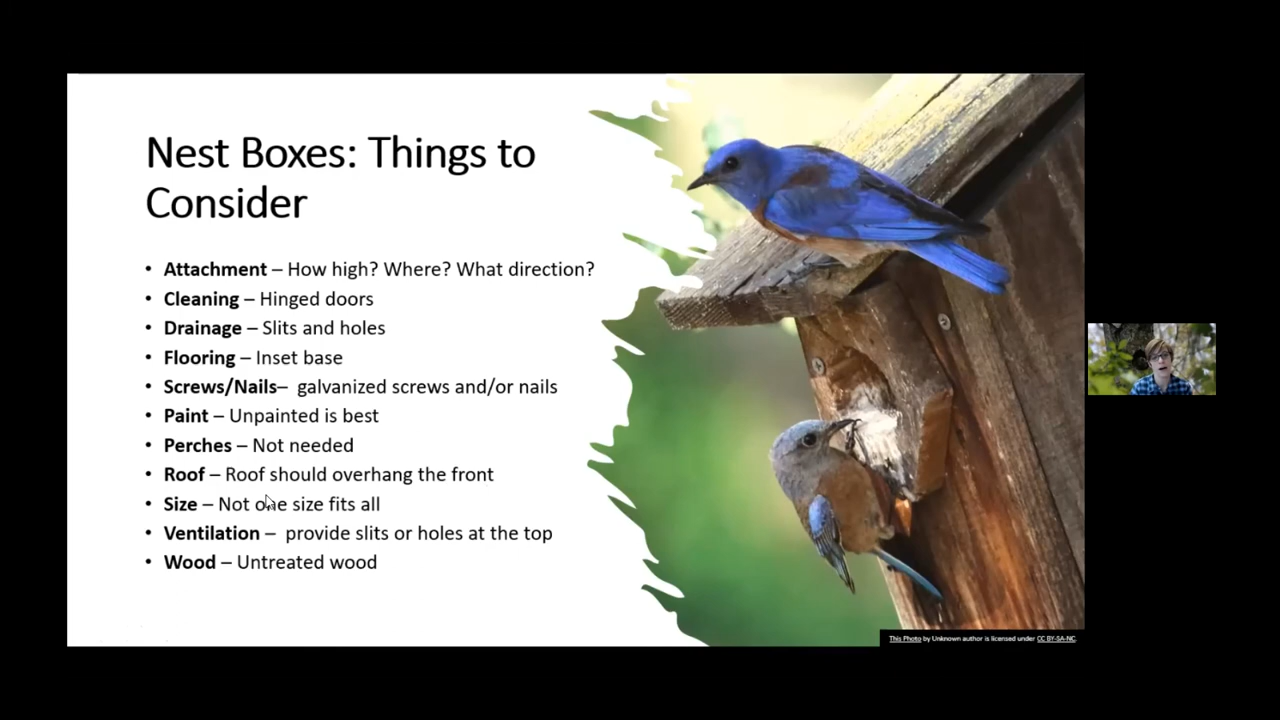 Nest Boxes: Things to
Consider
• Attachment – How high? Where? What direction?
• Cleaning – Hinged doors
• Drainage – Slits and holes
• Flooring – Inset base
• Screws/Nails–  galvanized screws and/or nails
• Paint – Unpainted is best
• Perches – Not needed
• Roof – Roof should overhang the front
• Size – Not one size fits all
• Ventilation –  provide slits or holes at the top
• Wood – Untreated wood
This Photo by Unknown author is licensed under CC BY-SA-NC.